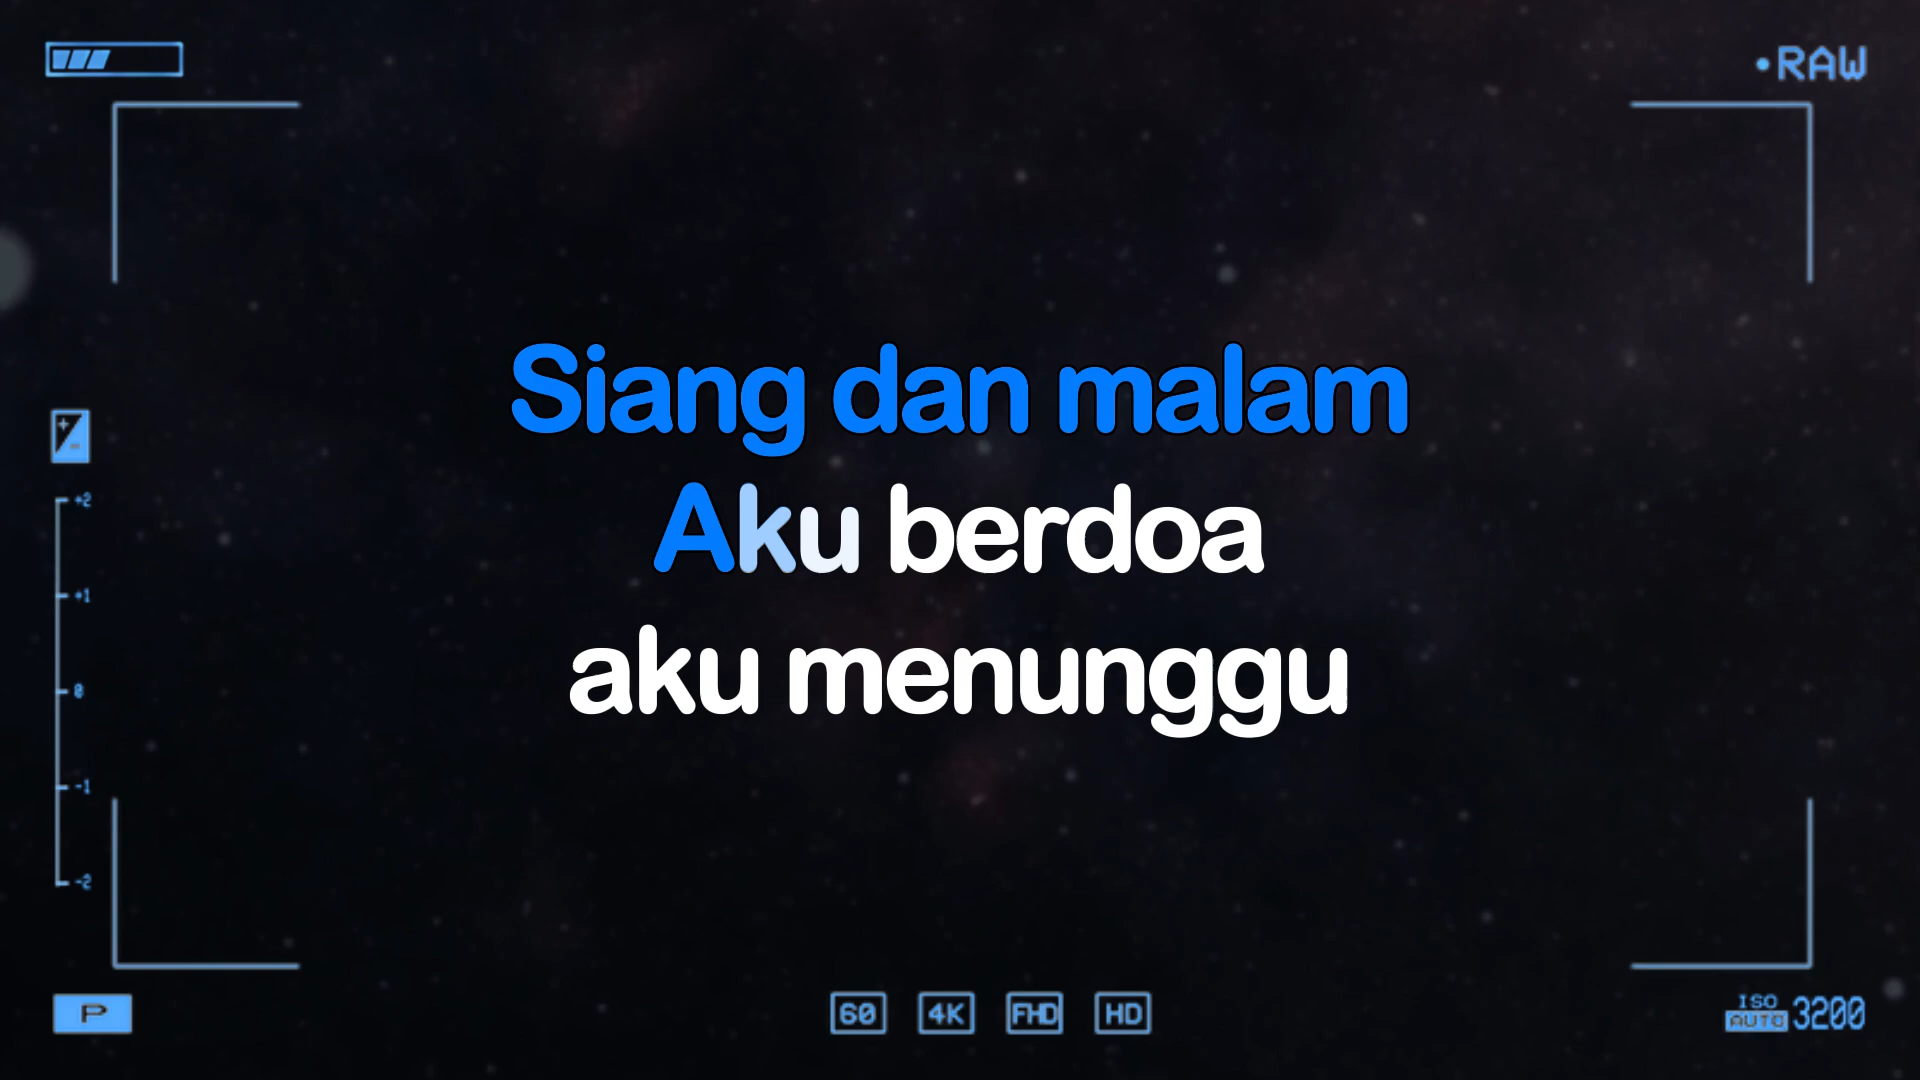 •RAW
Siang dan malam
Aku berdoa
aku menunggu
+ -
+2
+1
0
-1
-2
P
60 4K FHD HD
ISO
AUTO 3200